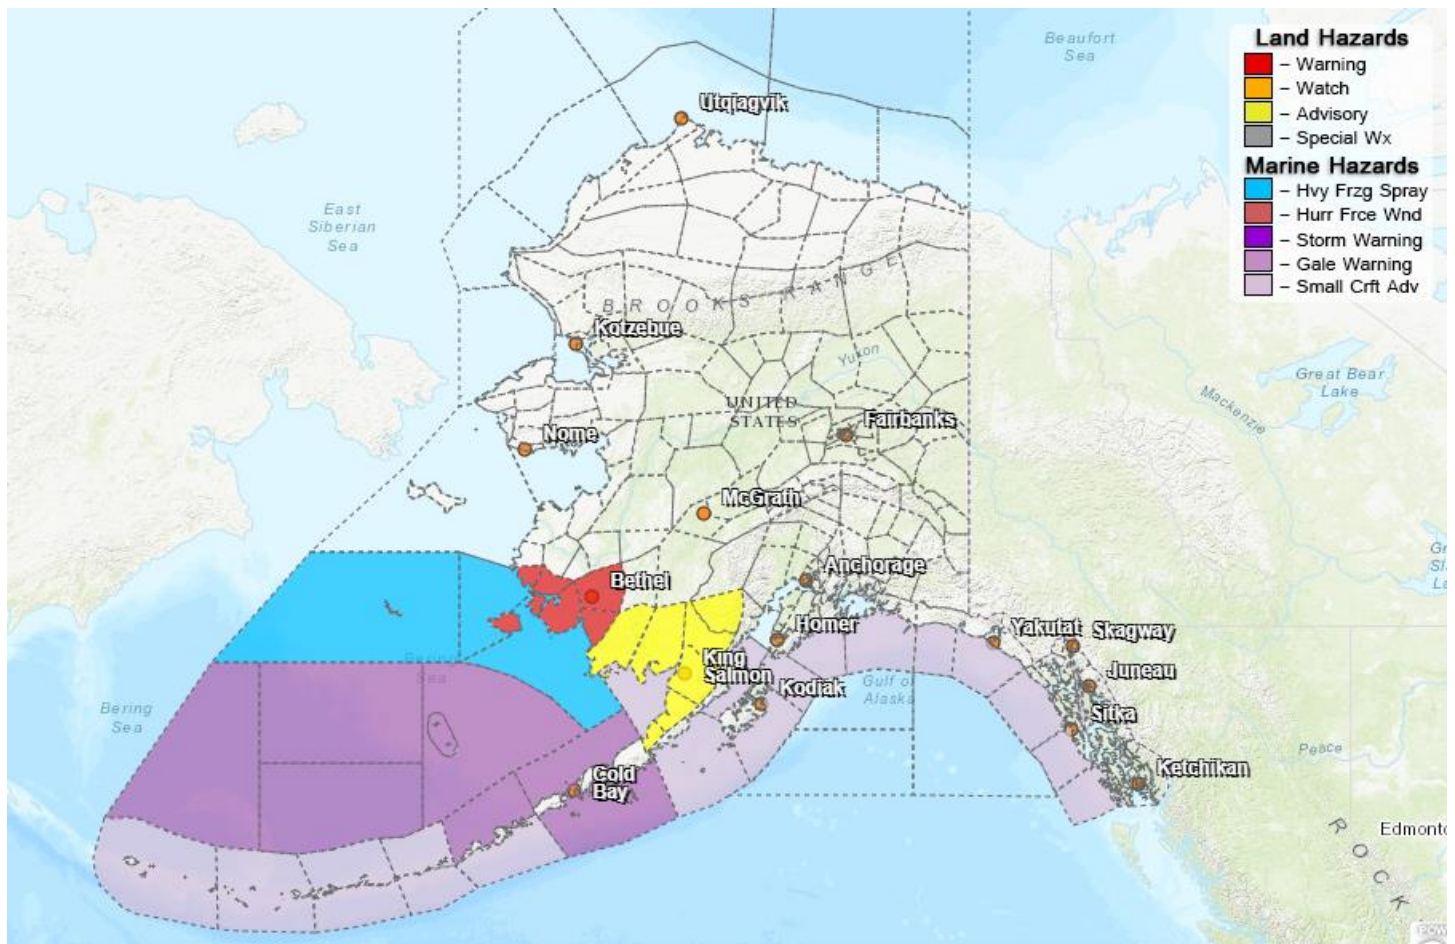 Land Hazards
– Warning
– Watch
– Advisory
– Special Wx
Marine Hazards
– Hvy Frzg Spray
– Hurr Frce Wnd
– Storm Warning
– Gale Warning
– Small Crft Adv
Beaufort
Sea
Utqiagvik
East
Siberian
Sea
BROOKS RANGE
Kotzebue
Yukon
Great Bear
Lake
Mackenzie
UNITED
STATES
Fairbanks
Nome
McGrath
Anchorage
Bethel
Homer
Yakutat
Skagway
Bering
Sea
King
Salmon
Kodiak
Gulf of
Alaska
Juneau
Sitka
Bering
Sea
Peace
Ketchikan
Cold
Bay
Edmonto
ROCK